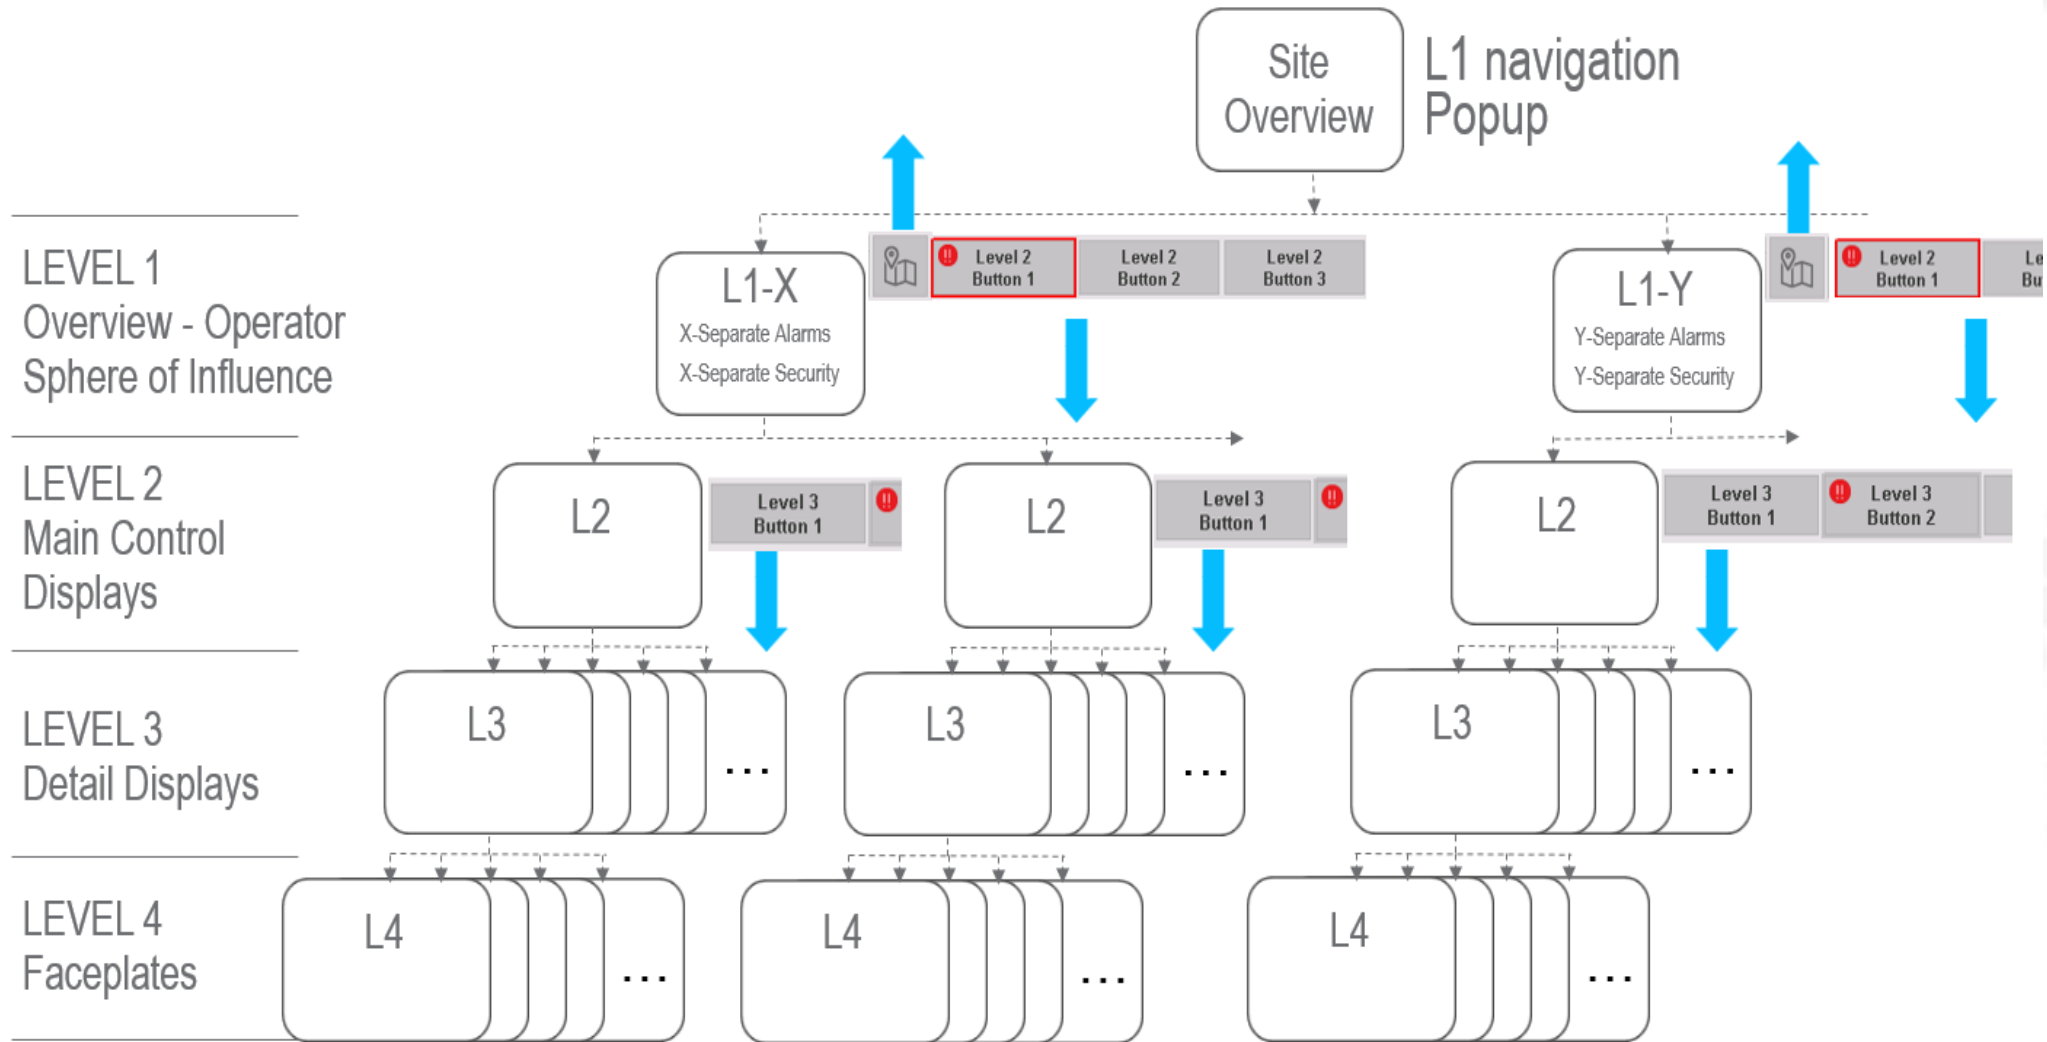 Site
Overview
L1 navigation
Popup
LEVEL 1
Overview - Operator
Sphere of Influence
L1-X
X-Separate Alarms
X-Separate Security
Level 2
Button 1
Level 2
Button 2
Level 2
Button 3
L1-Y
Y-Separate Alarms
Y-Separate Security
Level 2
Button 1
Le
Bu
LEVEL 2
Main Control
Displays
L2
Level 3
Button 1
L2
Level 3
Button 1
L2
Level 3
Button 1
Level 3
Button 2
LEVEL 3
Detail Displays
L3
...
L3
...
L3
...
LEVEL 4
Faceplates
L4
...
L4
...
L4
...